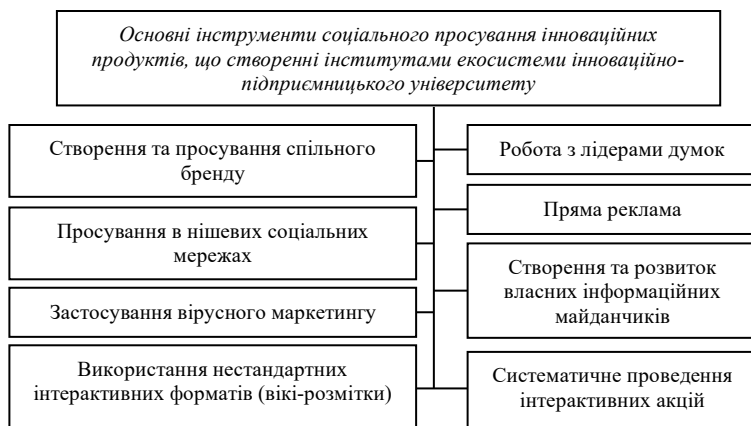 Основні інструменти соціального просування інноваційних
продуктів, що створенні інститутами екосистеми інноваційно-
підприємницького університету
Створення та просування спільного
бренду
Просування в нішевих соціальних
мережах
Застосування вірусного маркетингу
Використання нестандартних
інтерактивних форматів (вікі-розмітки)
Робота з лідерами думок
Пряма реклама
Створення та розвиток
власних інформаційних
майданчиків
Систематичне проведення
інтерактивних акцій